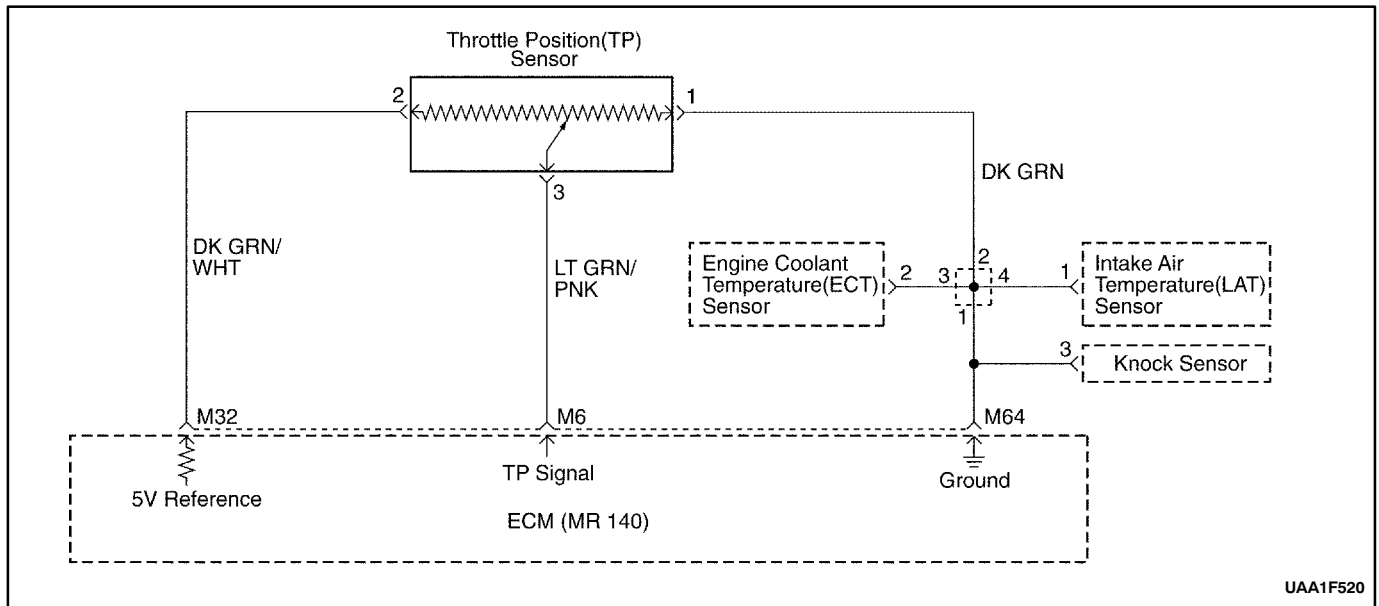 Throttle Position(TP)
Sensor
2
1
3
DK GRN
DK GRN/
WHT
LT GRN/
PNK
Engine Coolant
Temperature(ECT)
Sensor
2
3
2
4
1
1
Intake Air
Temperature(LAT)
Sensor
3
Knock Sensor
M32
M6
M64
5V Reference
TP Signal
Ground
ECM (MR 140)
UAA1F520